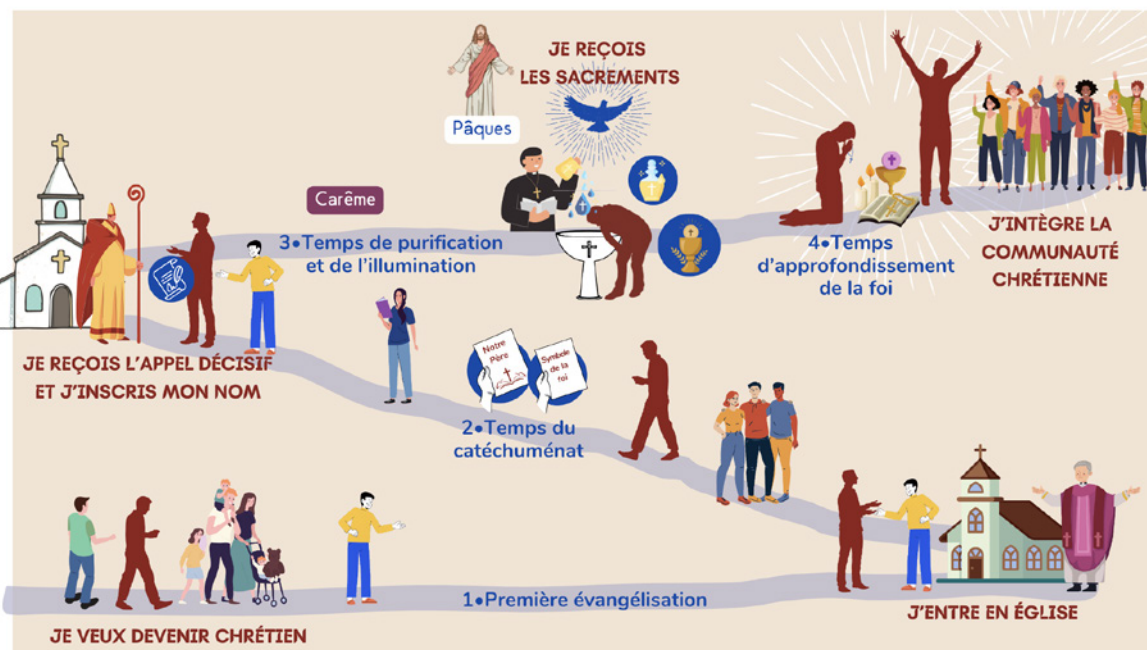 JE REÇOIS
LES SACREMENTS
Pâques
Carême
3•Temps de purification
et de l'illumination
4•Temps
d'approfondissement
de la foi
J'INTÈGRE LA
COMMUNAUTÉ
CHRÉTIENNE
JE REÇOIS L'APPEL DÉCISIF
ET J'INSCRIS MON NOM
Notre
Père
Symbole
de la
foi
2•Temps du
catéchuménat
1•Première évangélisation
J'ENTRE EN ÉGLISE
JE VEUX DEVENIR CHRÉTIEN